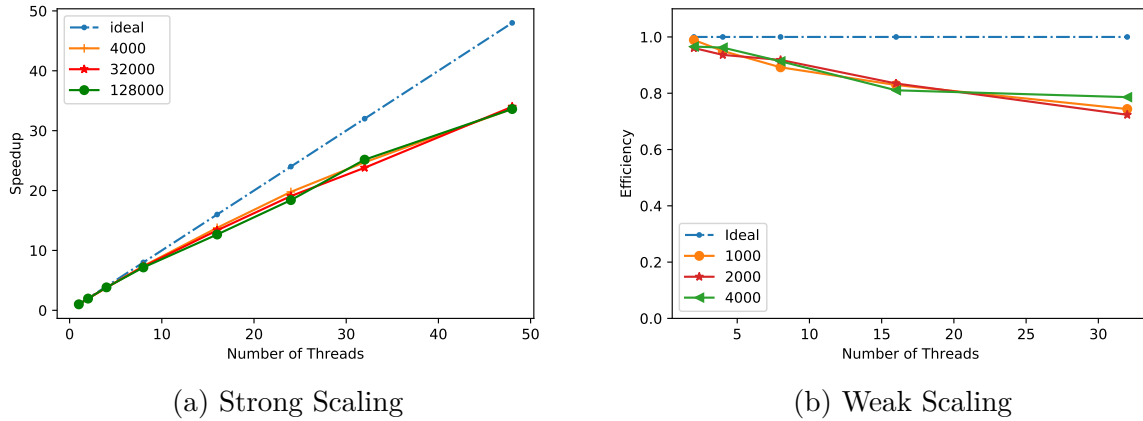 50
40
30
20
10
0
Speedup
ideal
4000
32000
128000
0 10 20 30 40 50
Number of Threads
(a) Strong Scaling
1.0
0.8
0.6
0.4
0.2
0.0
Efficiency
Ideal
1000
2000
4000
5 10 15 20 25 30
Number of Threads
(b) Weak Scaling